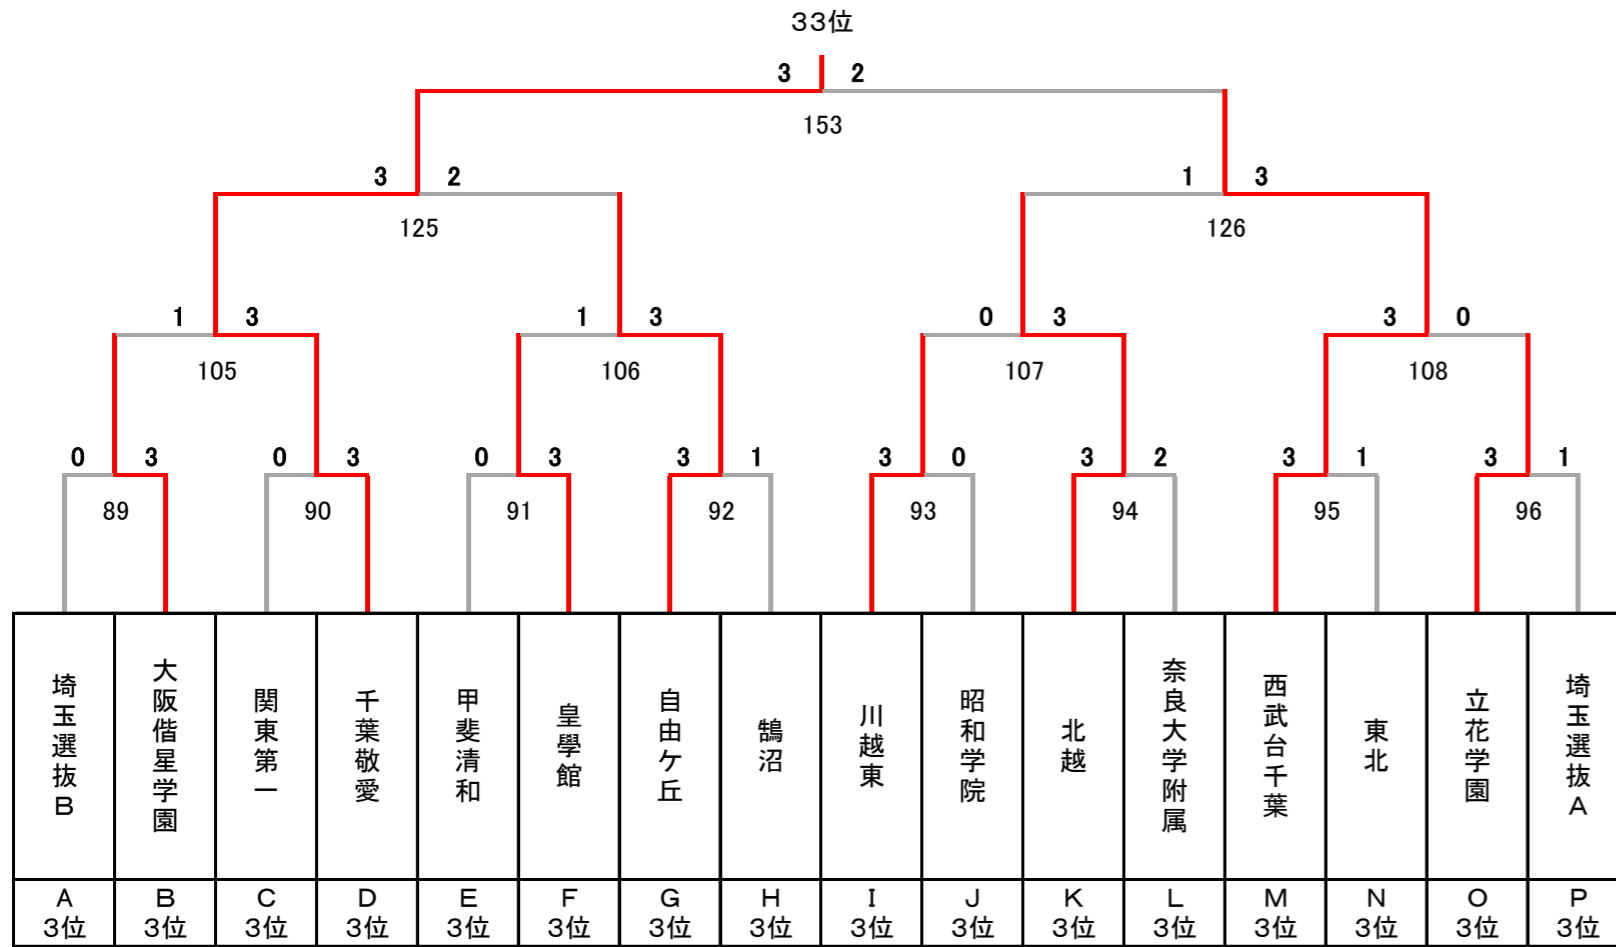 33位
3 2
153
3 2 1 3
125 126
1 3 1 3 0 3 3 0
105 106 107 108
0 3 0 3 0 3 3 1 3 0 3 2 3 1 3 1
89 90 91 92 93 94 95 96
埼玉選抜B
大阪偕星学園
関東第一
千葉敬愛
甲斐清和
皇學館
自由ケ丘
鵠沼
川越東
昭和学院
北越
奈良大学附属
西武台千葉
東北
立花学園
埼玉選抜A
A B C D E F G H I J K L M N O P
3位 3位 3位 3位 3位 3位 3位 3位 3位 3位 3位 3位 3位 3位 3位 3位